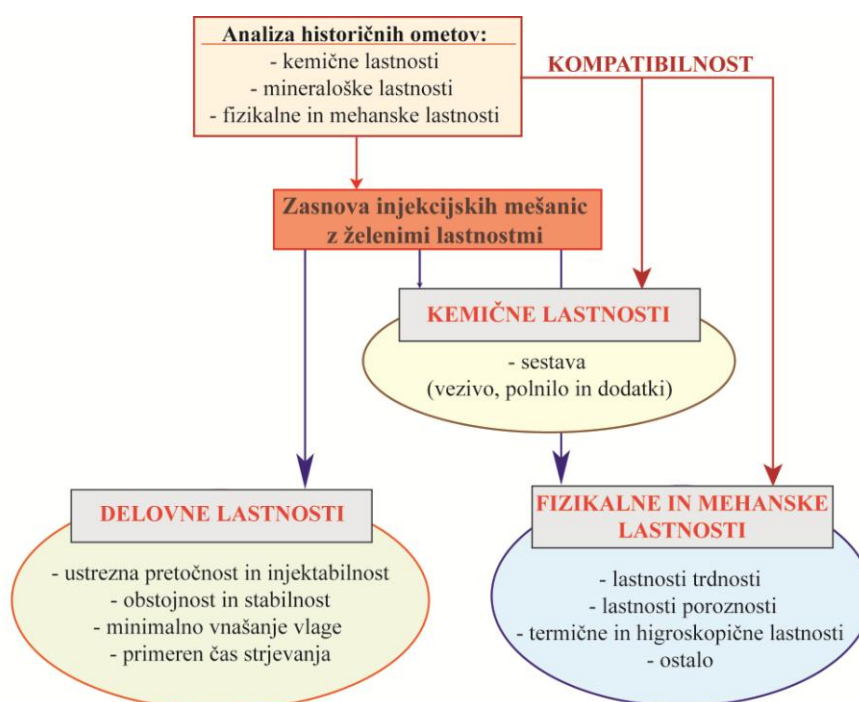 Analiza historičnih ometov:
- kemične lastnosti
- mineraloške lastnosti
- fizikalne in mehanske lastnosti
KOMPATIBILNOST
Zasnova injekcijskih mešanic
z želenimi lastnostmi
KEMIČNE LASTNOSTI
- sestava
(vezivo, polnilo in dodatki)
DELOVNE LASTNOSTI
- ustrezna pretočnost in injektabilnost
- obstojnost in stabilnost
- minimalno vnašanje vlage
- primeren čas strjevanja
FIZIKALNE IN MEHANSKE
LASTNOSTI
- lastnosti trdnosti
- lastnosti poroznosti
- termične in higroskopične lastnosti
- ostalo